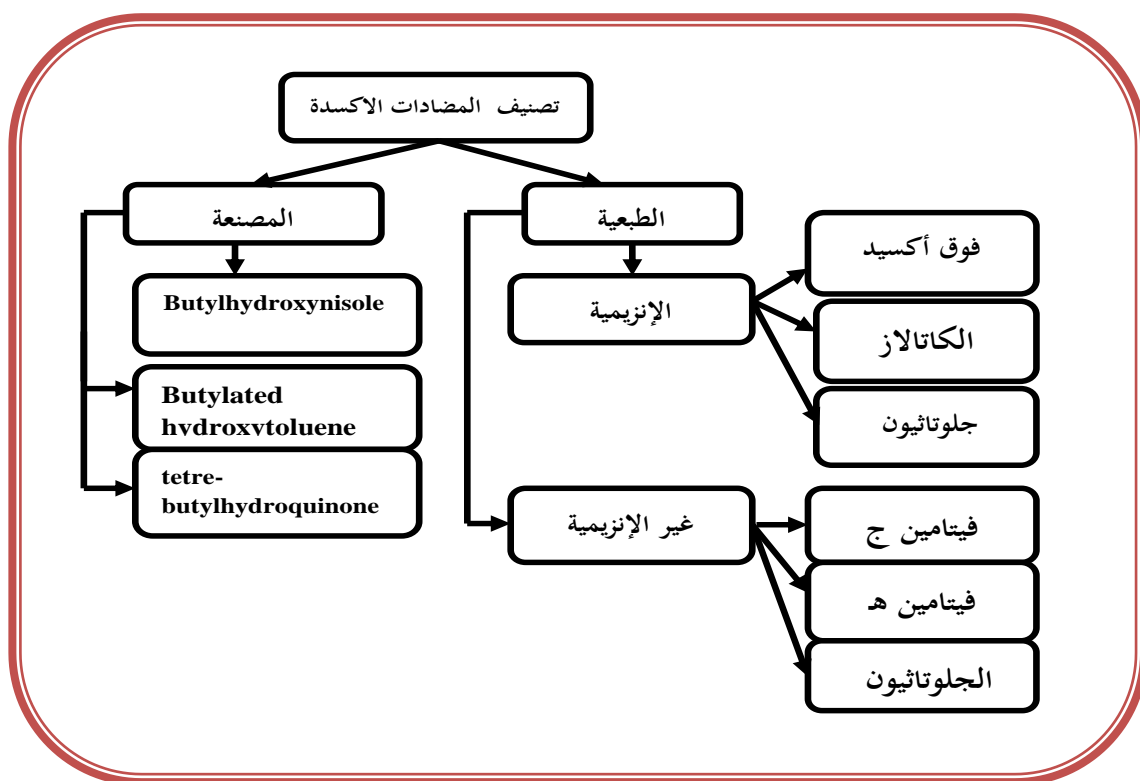 تصنيف المضادات الاكسدة
الطبعية
المصنعة
فوق أكسيد
الإنزيمية
Butylhydroxynisole
الكاتالاز
Butylated
hvdroxvtoluene
جلوتاثيون
tetre-
butylhydroquinone
غير الإنزيمية
فيتامين ج
فيتامين هـ
الجلوتاثيون